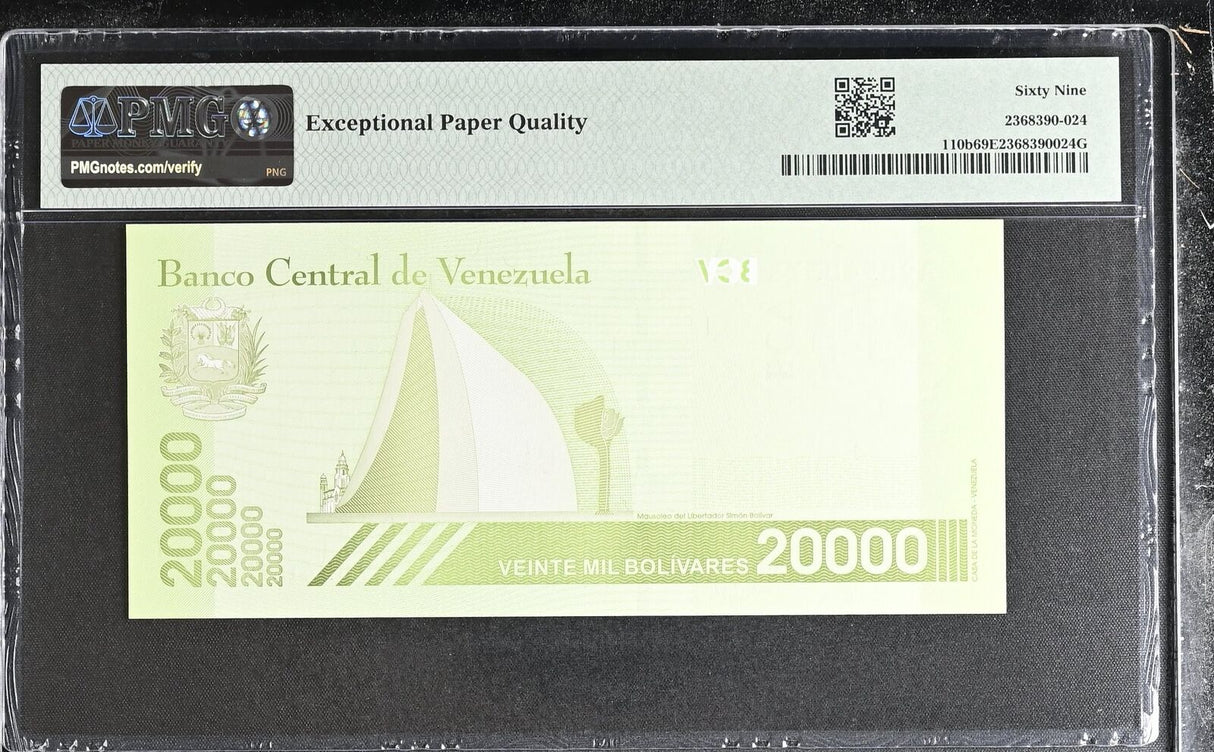 PMG
PAPER MONEY GUARANTY
PMGnotes.com/verify
PNG
Exceptional Paper Quality
Sixty Nine
2368390-024
110b69E2368390024G
Banco Central de Venezuela
20000
20000
20000
20000
Mausoleo del Libertador Simón Bolívar
VEINTE MIL BOLÍVARES 20000
CASA DE LA MONEDA - VENEZUELA